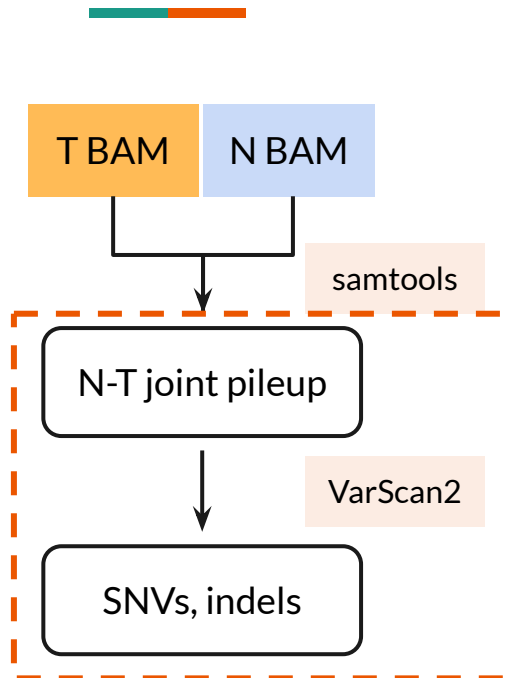 T BAM
N BAM
samtools
N-T joint pileup
VarScan2
SNVs, indels